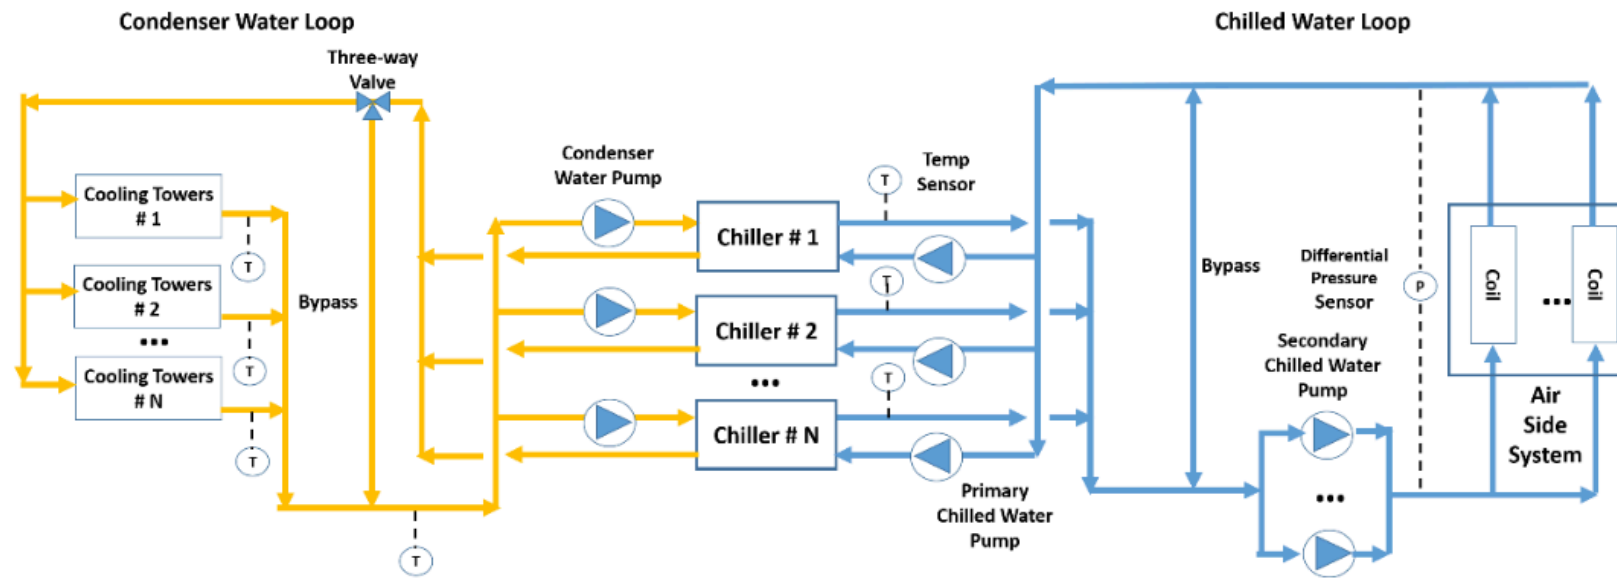 Condenser Water Loop
Chilled Water Loop
Three-way
Valve
Cooling Towers
# 1
T
Cooling Towers
# 2
T
...
Cooling Towers
# N
T
Bypass
T
Condenser
Water Pump
Chiller # 1
Chiller # 2
...
Chiller # N
T
Temp
Sensor
T
T
Primary
Chilled Water
Pump
Bypass
Differential
Pressure
Sensor
P
Secondary
Chilled Water
Pump
...
Coil
...
Coil
Air
Side
System